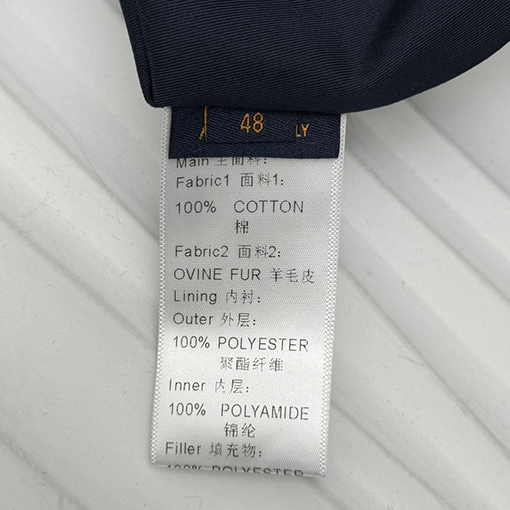 48
LY
Main 主面料:
Fabric1 面料1:
100% COTTON
棉
Fabric2 面料2:
OVINE FUR 羊毛皮
Lining 内衬:
Outer 外层:
100% POLYESTER
聚酯纤维
Inner 内层:
100% POLYAMIDE
锦纶
Filler 填充物:
100% POLYESTER